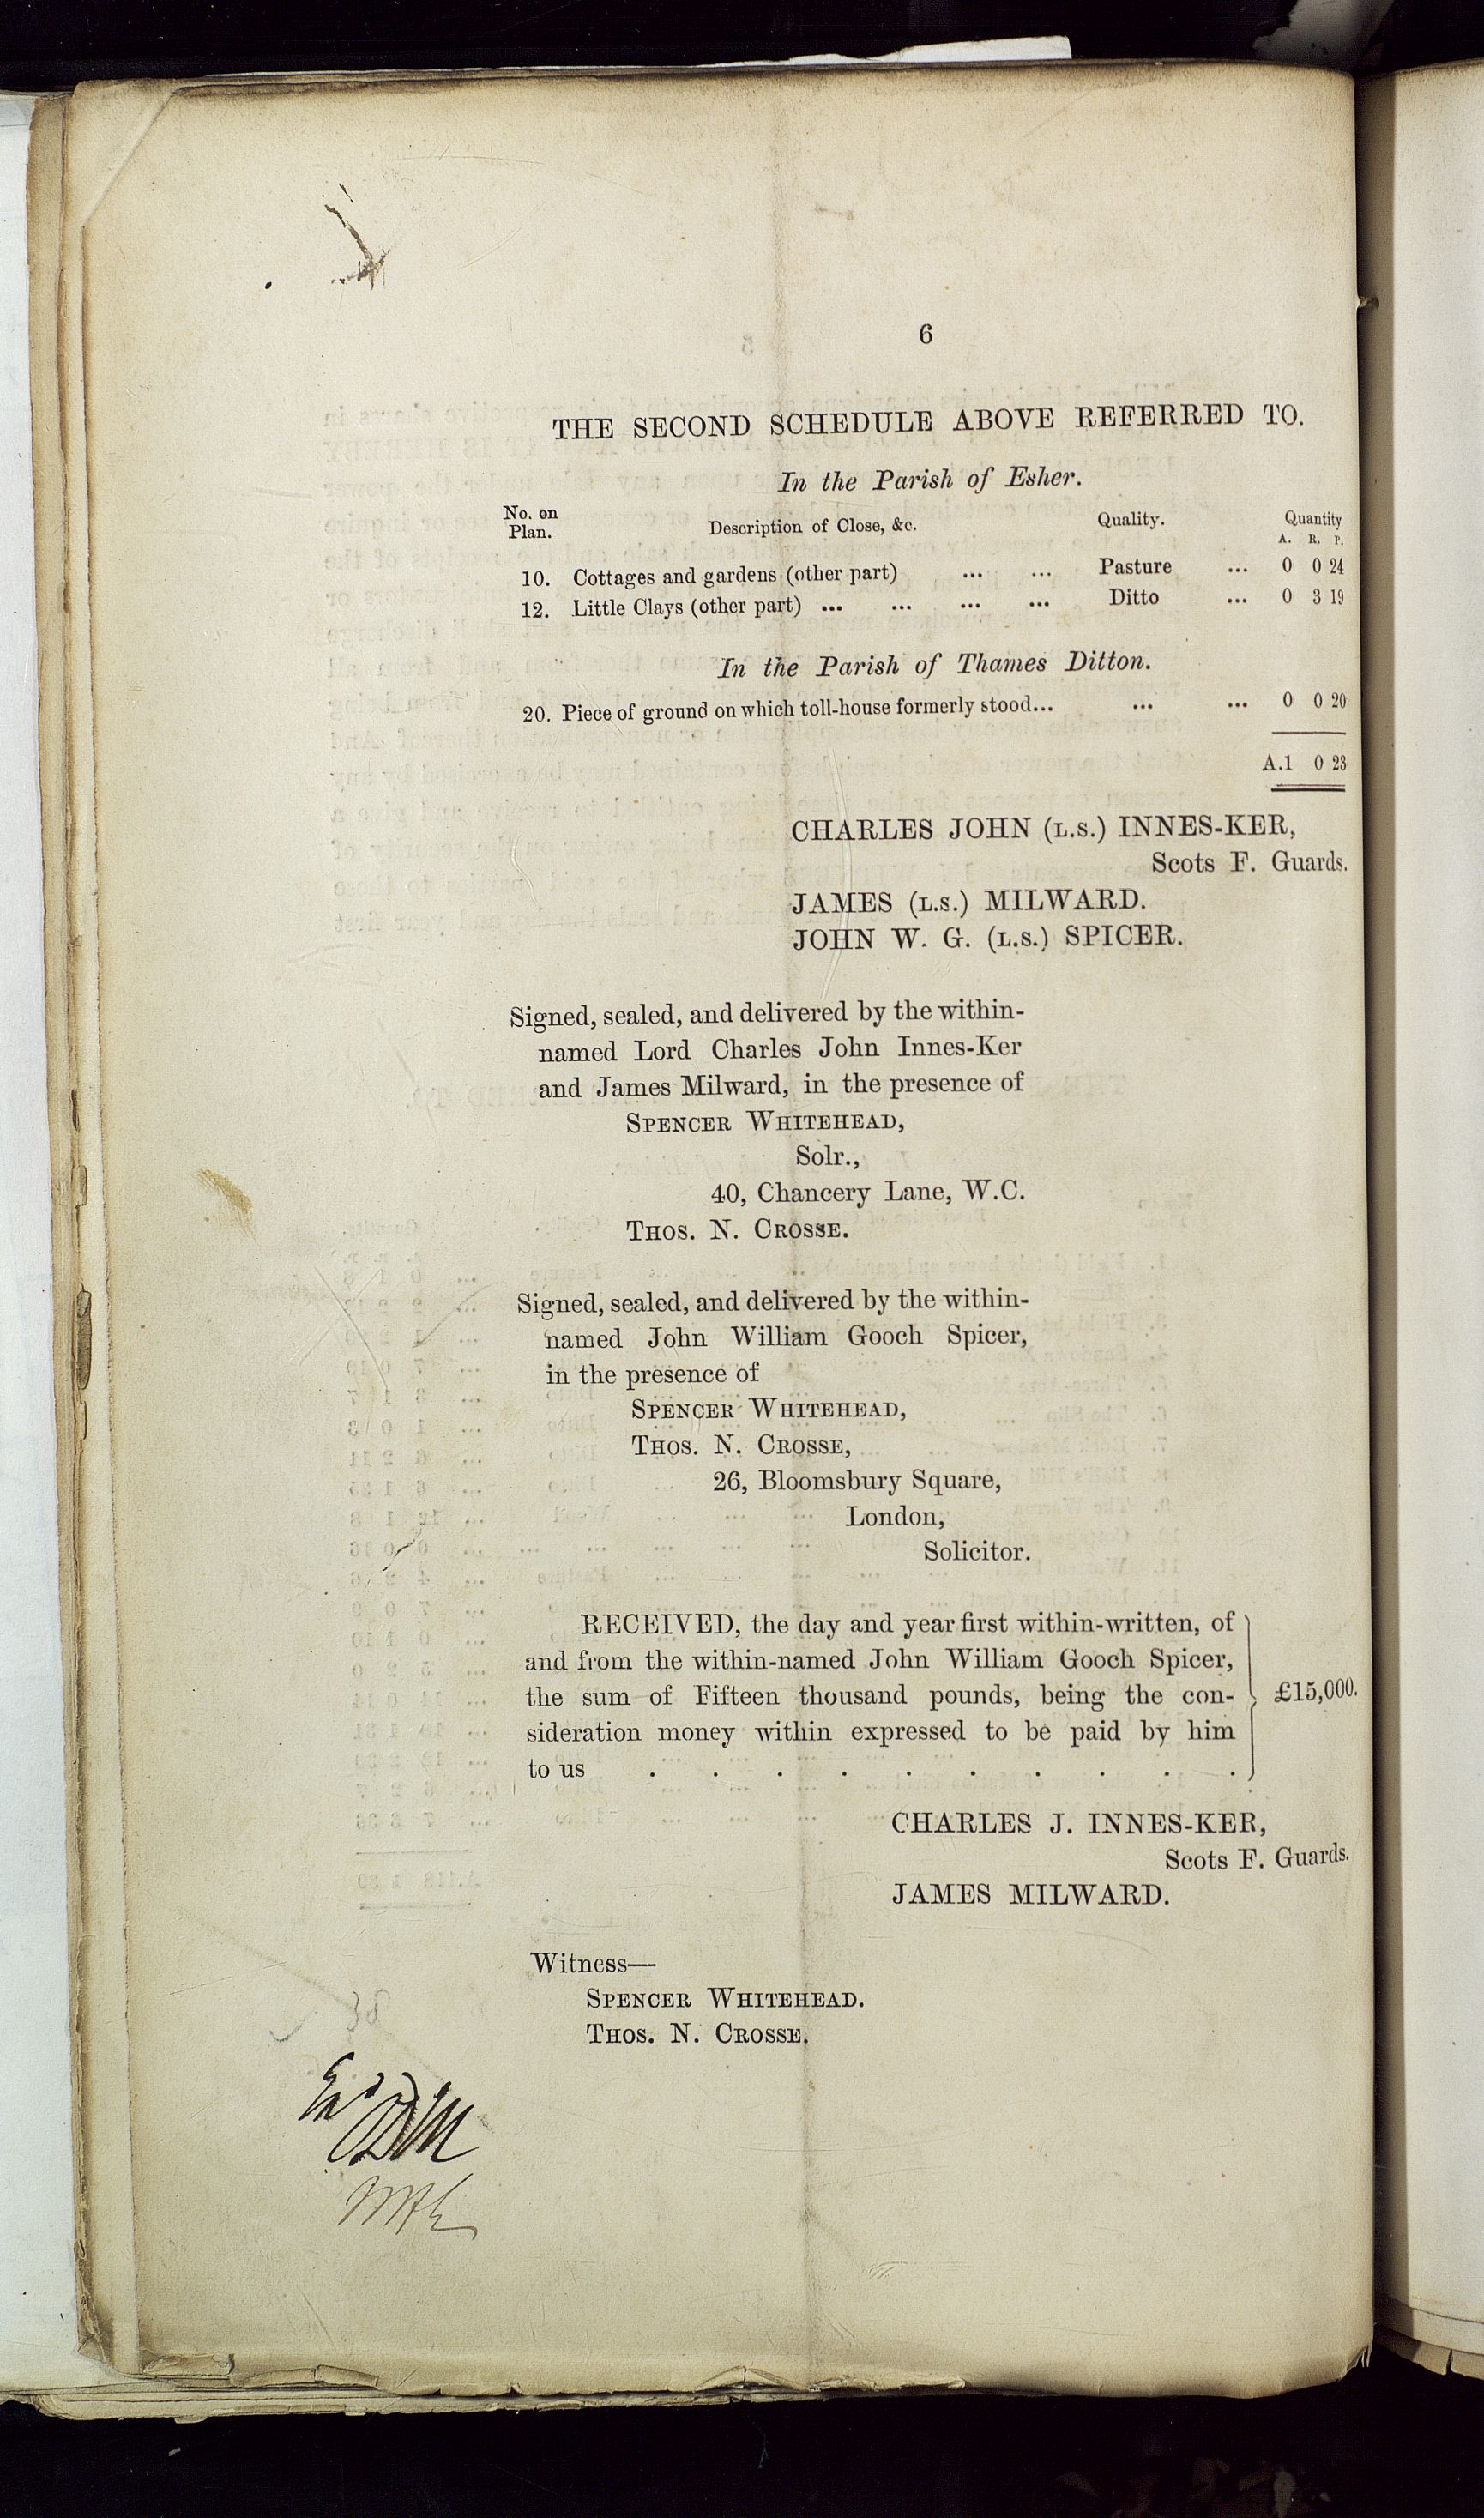 6
THE SECOND SCHEDULE ABOVE REFERRED TO.
In the Parish of Esher.
No. on Plan. Description of Close, &c. Quality. Quantity
A. R. P.
10. Cottages and gardens (other part) ... ... Pasture ... 0 0 24
12. Little Clays (other part) ... ... ... ... Ditto ... 0 3 19
In the Parish of Thames Ditton.
20. Piece of ground on which toll-house formerly stood... ... ... 0 0 20
A.1 0 23
CHARLES JOHN (L.S.) INNES-KER,
Scots F. Guards.
JAMES (L.S.) MILWARD.
JOHN W. G. (L.S.) SPICER.
Signed, sealed, and delivered by the within-
named Lord Charles John Innes-Ker
and James Milward, in the presence of
SPENCER WHITEHEAD,
Solr.,
40, Chancery Lane, W.C.
THOS. N. CROSSE.
Signed, sealed, and delivered by the within-
named John William Gooch Spicer,
in the presence of
SPENCER WHITEHEAD,
THOS. N. CROSSE,
26, Bloomsbury Square,
London,
Solicitor.
RECEIVED, the day and year first within-written, of
and from the within-named John William Gooch Spicer,
the sum of Fifteen thousand pounds, being the con- £15,000.
sideration money within expressed to be paid by him
to us . . . . . . . . . .
CHARLES J. INNES-KER,
Scots F. Guards.
JAMES MILWARD.
Witness—
SPENCER WHITEHEAD.
THOS. N. CROSSE.
38